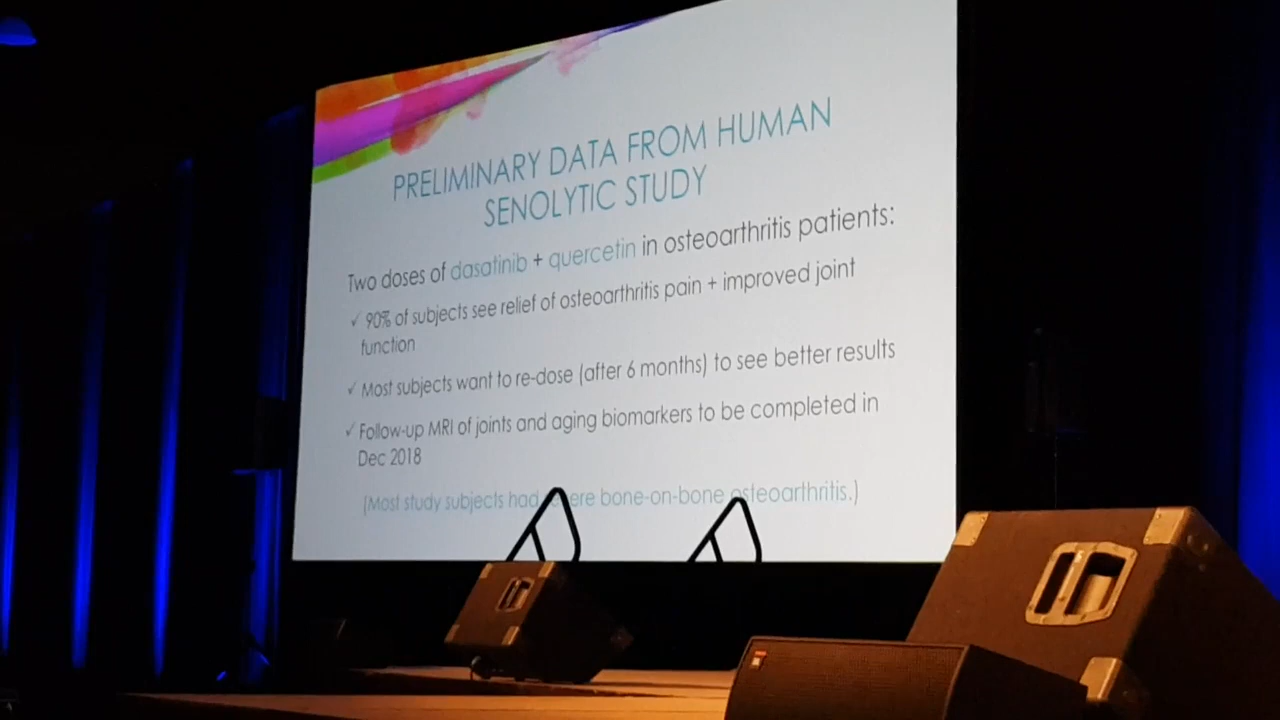 PRELIMINARY DATA FROM HUMAN
SENOLYTIC STUDY
Two doses of dasatinib + quercetin in osteoarthritis patients:
✓ 90% of subjects see relief of osteoarthritis pain + improved joint
function
✓ Most subjects want to re-dose (after 6 months) to see better results
✓ Follow-up MRI of joints and aging biomarkers to be completed in
Dec 2018
(Most study subjects had bone-on-bone osteoarthritis.)